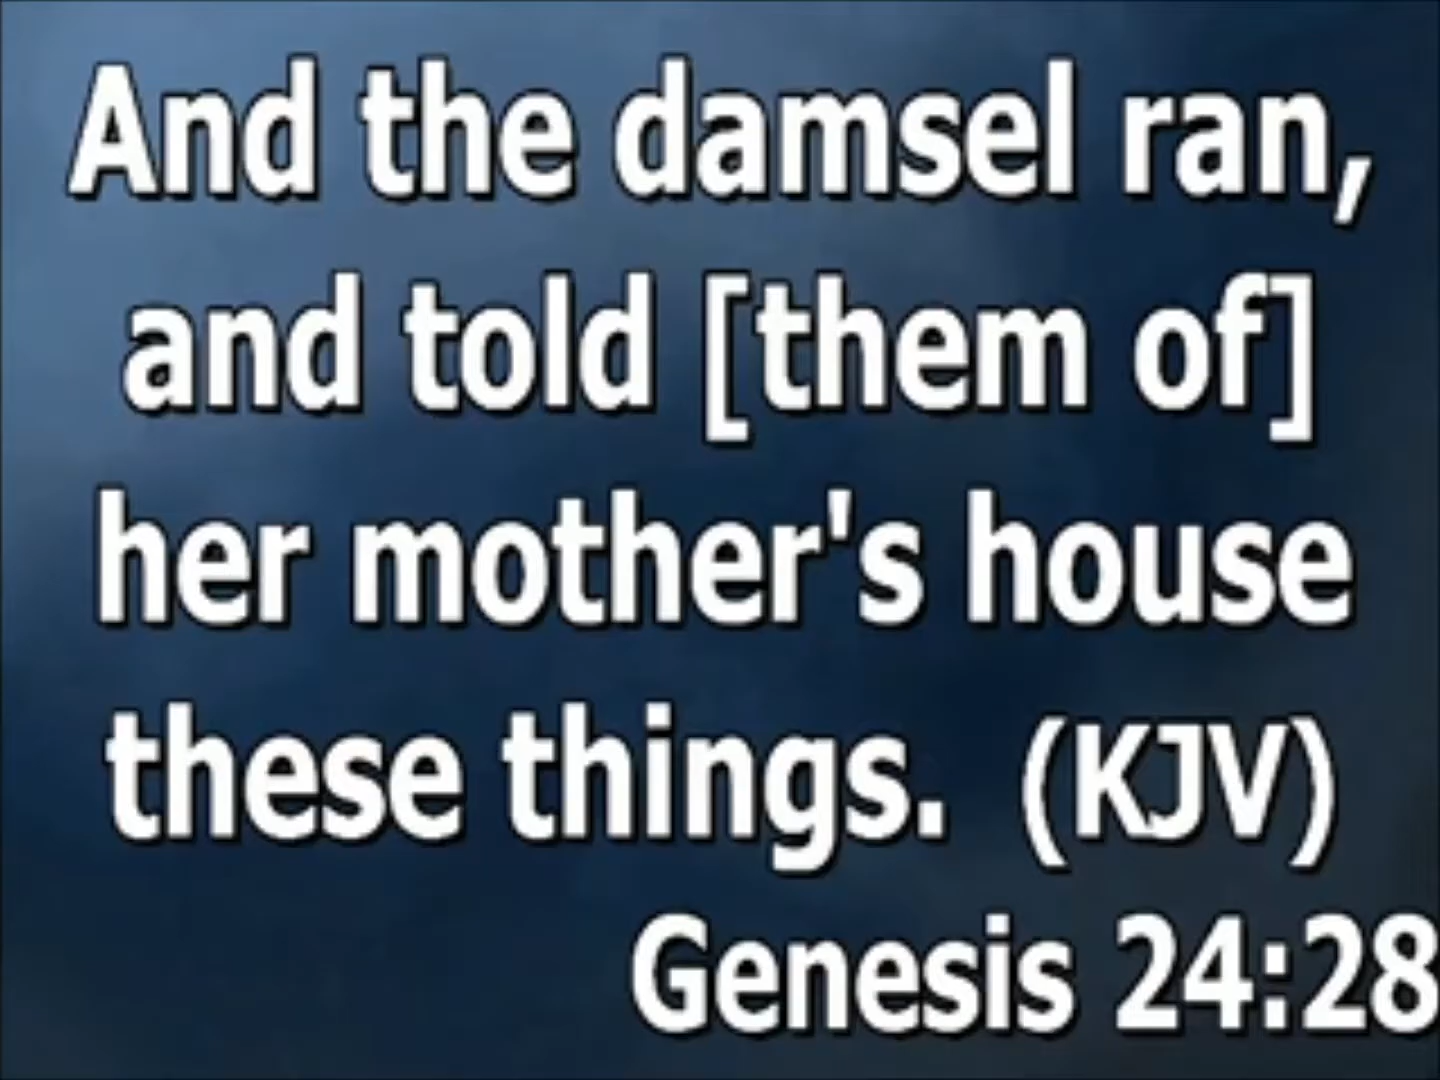 And the damsel ran,
and told [them of]
her mother's house
these things.  (KJV)
Genesis 24:28